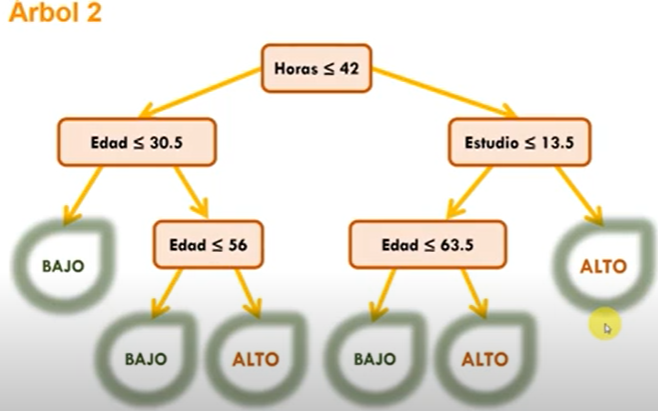 Árbol 2
Horas ≤ 42
Edad ≤ 30.5
Estudio ≤ 13.5
BAJO
Edad ≤ 56
Edad ≤ 63.5
ALTO
BAJO
ALTO
BAJO
ALTO